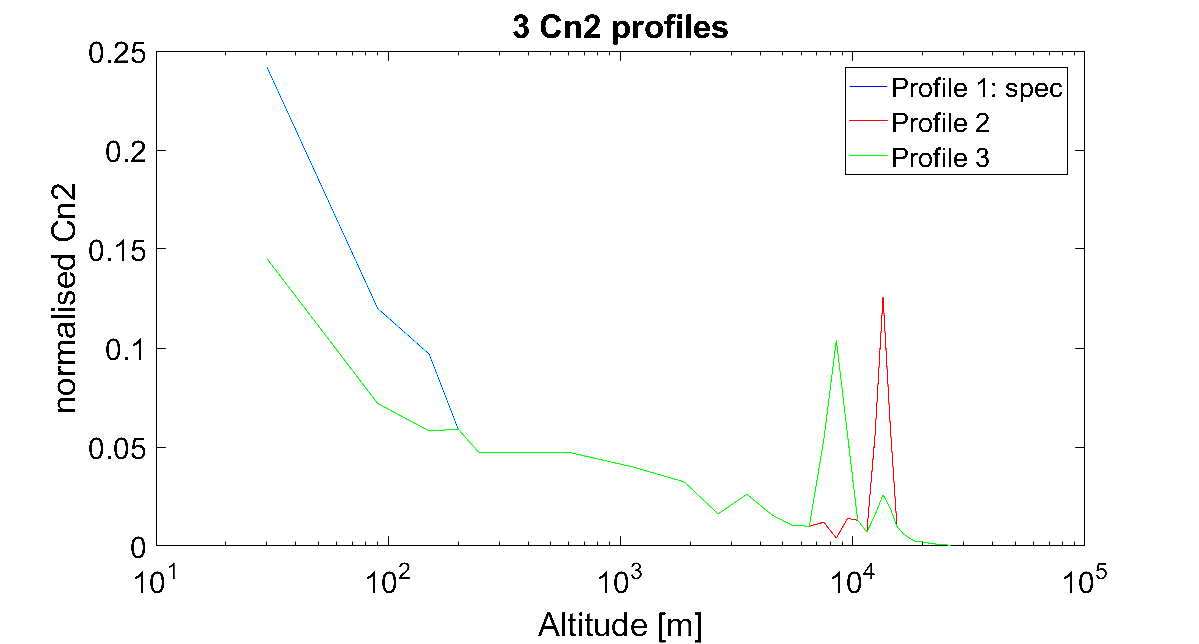 3 Cn2 profiles
0.25
0.2
0.15
0.1
0.05
0
normalised Cn2
Profile 1: spec
Profile 2
Profile 3
10^1 10^2 10^3 10^4 10^5
Altitude [m]